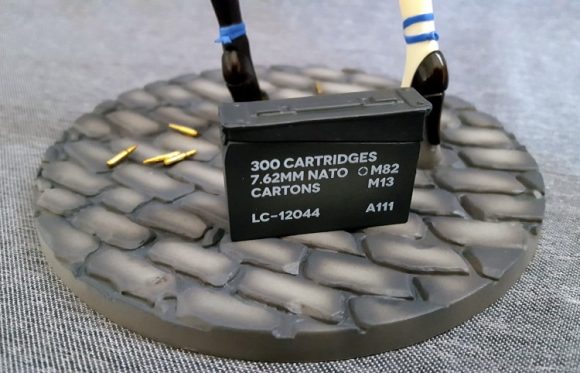 300 CARTRIDGES
7.62MM NATO M82
CARTONS M13
LC-12044 A111